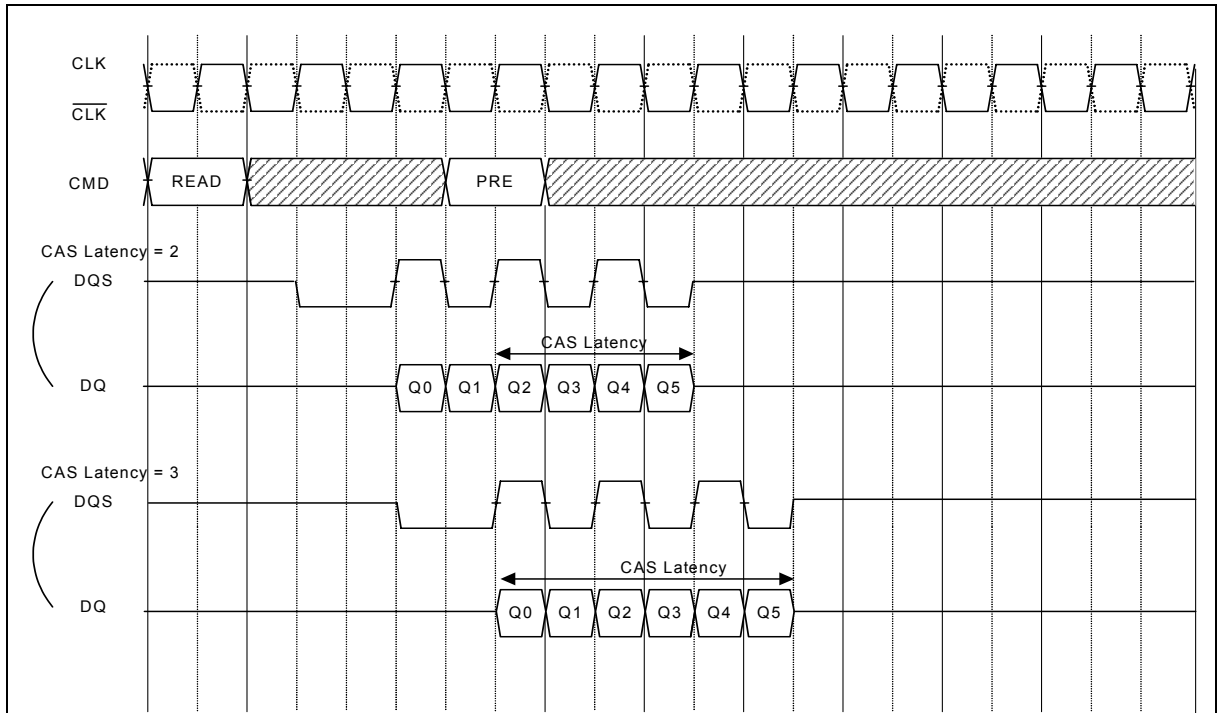 CLK
CLK
CMD READ PRE
CAS Latency = 2
DQS
CAS Latency
DQ Q0 Q1 Q2 Q3 Q4 Q5
CAS Latency = 3
DQS
CAS Latency
DQ Q0 Q1 Q2 Q3 Q4 Q5